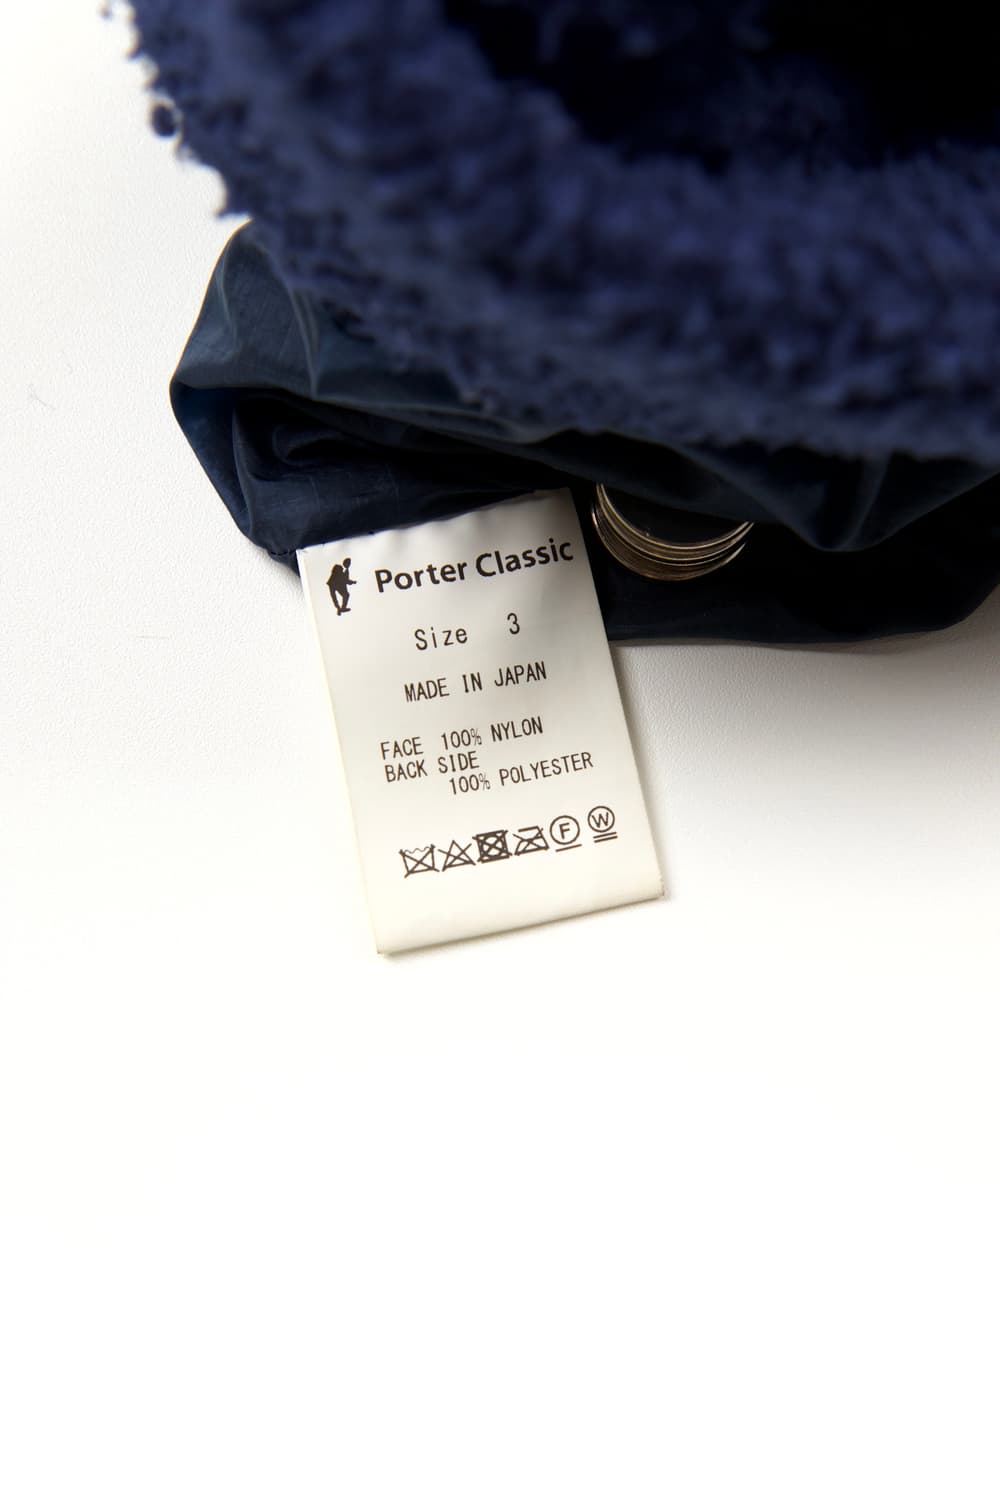 Porter Classic
Size 3
MADE IN JAPAN
FACE 100% NYLON
BACK SIDE
100% POLYESTER
F W